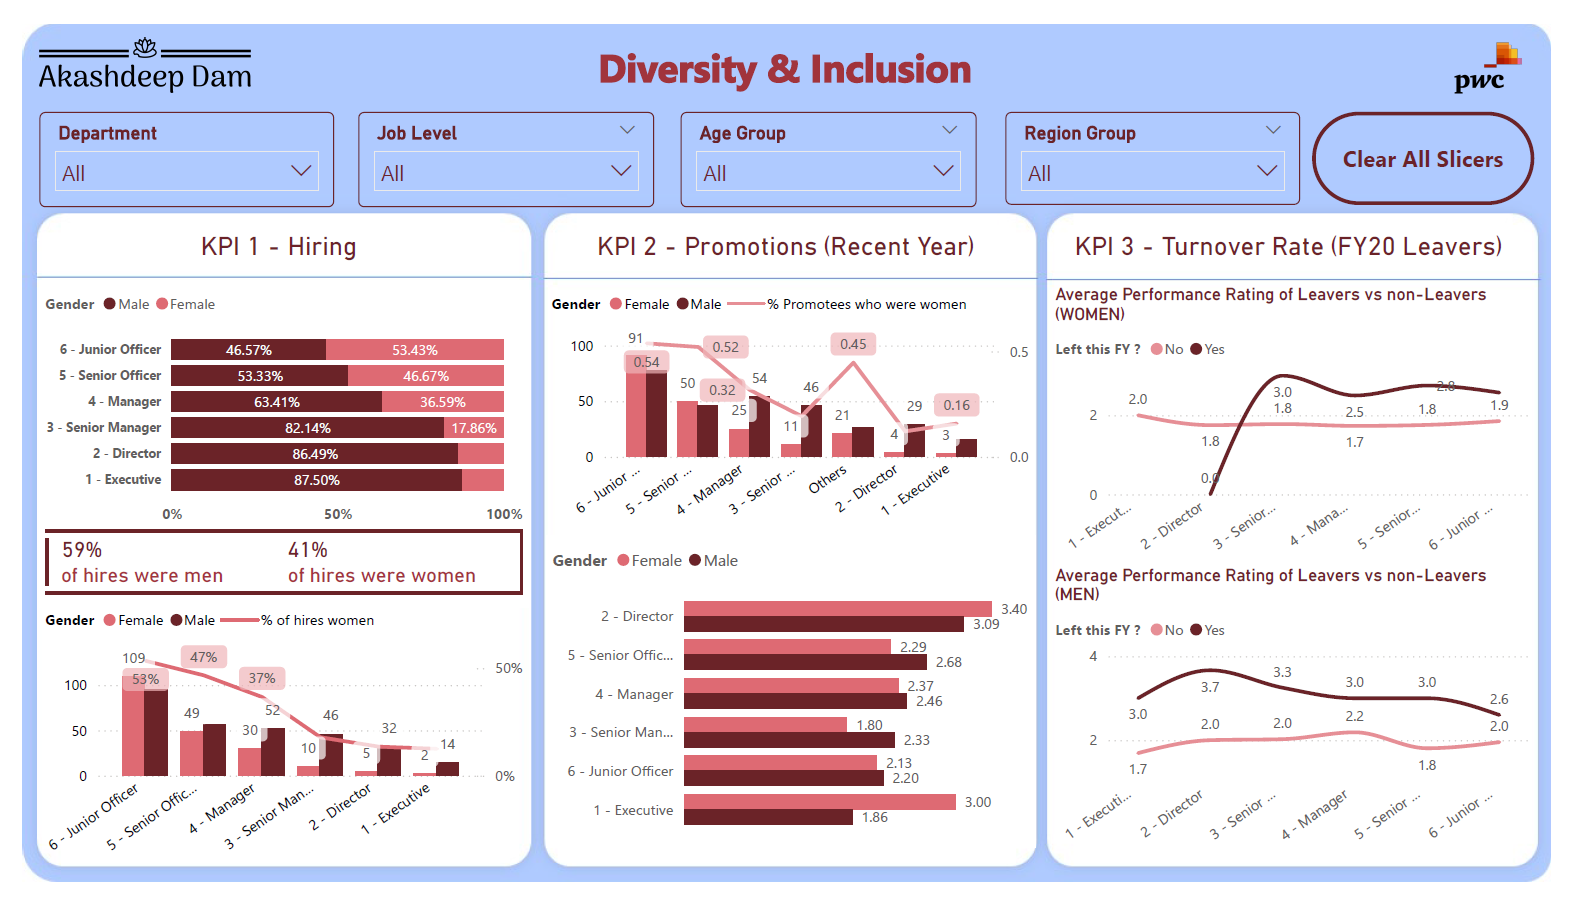 Akashdeep Dam
Diversity & Inclusion
pwc
Department
All
Job Level
All
Age Group
All
Region Group
All
Clear All Slicers
KPI 1 - Hiring
Gender Male Female
6 - Junior Officer 46.57% 53.43%
5 - Senior Officer 53.33% 46.67%
4 - Manager 63.41% 36.59%
3 - Senior Manager 82.14% 17.86%
2 - Director 86.49%
1 - Executive 87.50%
0% 50% 100%
59% 41%
of hires were men of hires were women
Gender Female Male % of hires women
109 47%
50%
53% 37%
100
52 46
49 32
50 30
10 5 2 14
0 0%
6 - Junior Officer 5 - Senior Offic... 4 - Manager 3 - Senior Man... 2 - Director 1 - Executive
KPI 2 - Promotions (Recent Year)
Gender Female Male % Promotees who were women
91 0.52 0.45
100 0.5
0.54
50 0.32 54 46
50 25 21 29 0.16
11 4 3
0 0.0
6 - Junior ... 5 - Senior ... 4 - Manager 3 - Senior ... Others 2 - Director 1 - Executive
Gender Female Male
2 - Director 3.40
3.09
5 - Senior Offic... 2.29
2.68
4 - Manager 2.37
2.46
3 - Senior Man... 1.80
2.33
6 - Junior Officer 2.13
2.20
1 - Executive 3.00
1.86
KPI 3 - Turnover Rate (FY20 Leavers)
Average Performance Rating of Leavers vs non-Leavers
(WOMEN)
Left this FY ? No Yes
2.0 3.0 2.8
2 1.8 2.5 1.8 1.9
1.8 1.7
0.0
0
1 - Execut... 2 - Director 3 - Senior... 4 - Mana... 5 - Senior... 6 - Junior ...
Average Performance Rating of Leavers vs non-Leavers
(MEN)
Left this FY ? No Yes
4
3.7 3.3 3.0 3.0 2.6
3.0 2.0 2.0 2.2 2.0
2
1.7 1.8
1 - Executi... 2 - Director 3 - Senior ... 4 - Manager 5 - Senior ... 6 - Junior ...